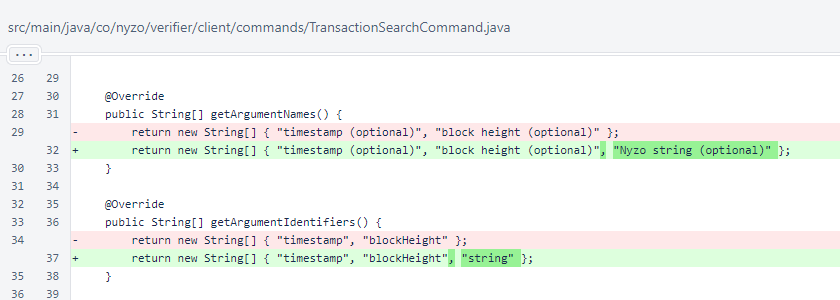 src/main/java/co/nyzo/verifier/client/commands/TransactionSearchCommand.java
...
26 29
27 30 @Override
28 31 public String[] getArgumentNames() {
29 - return new String[] { "timestamp (optional)", "block height (optional)" };
32 + return new String[] { "timestamp (optional)", "block height (optional)", "Nyzo string (optional)" };
30 33 }
31 34
32 35 @Override
33 36 public String[] getArgumentIdentifiers() {
34 - return new String[] { "timestamp", "blockHeight" };
37 + return new String[] { "timestamp", "blockHeight", "string" };
35 38 }
36 39